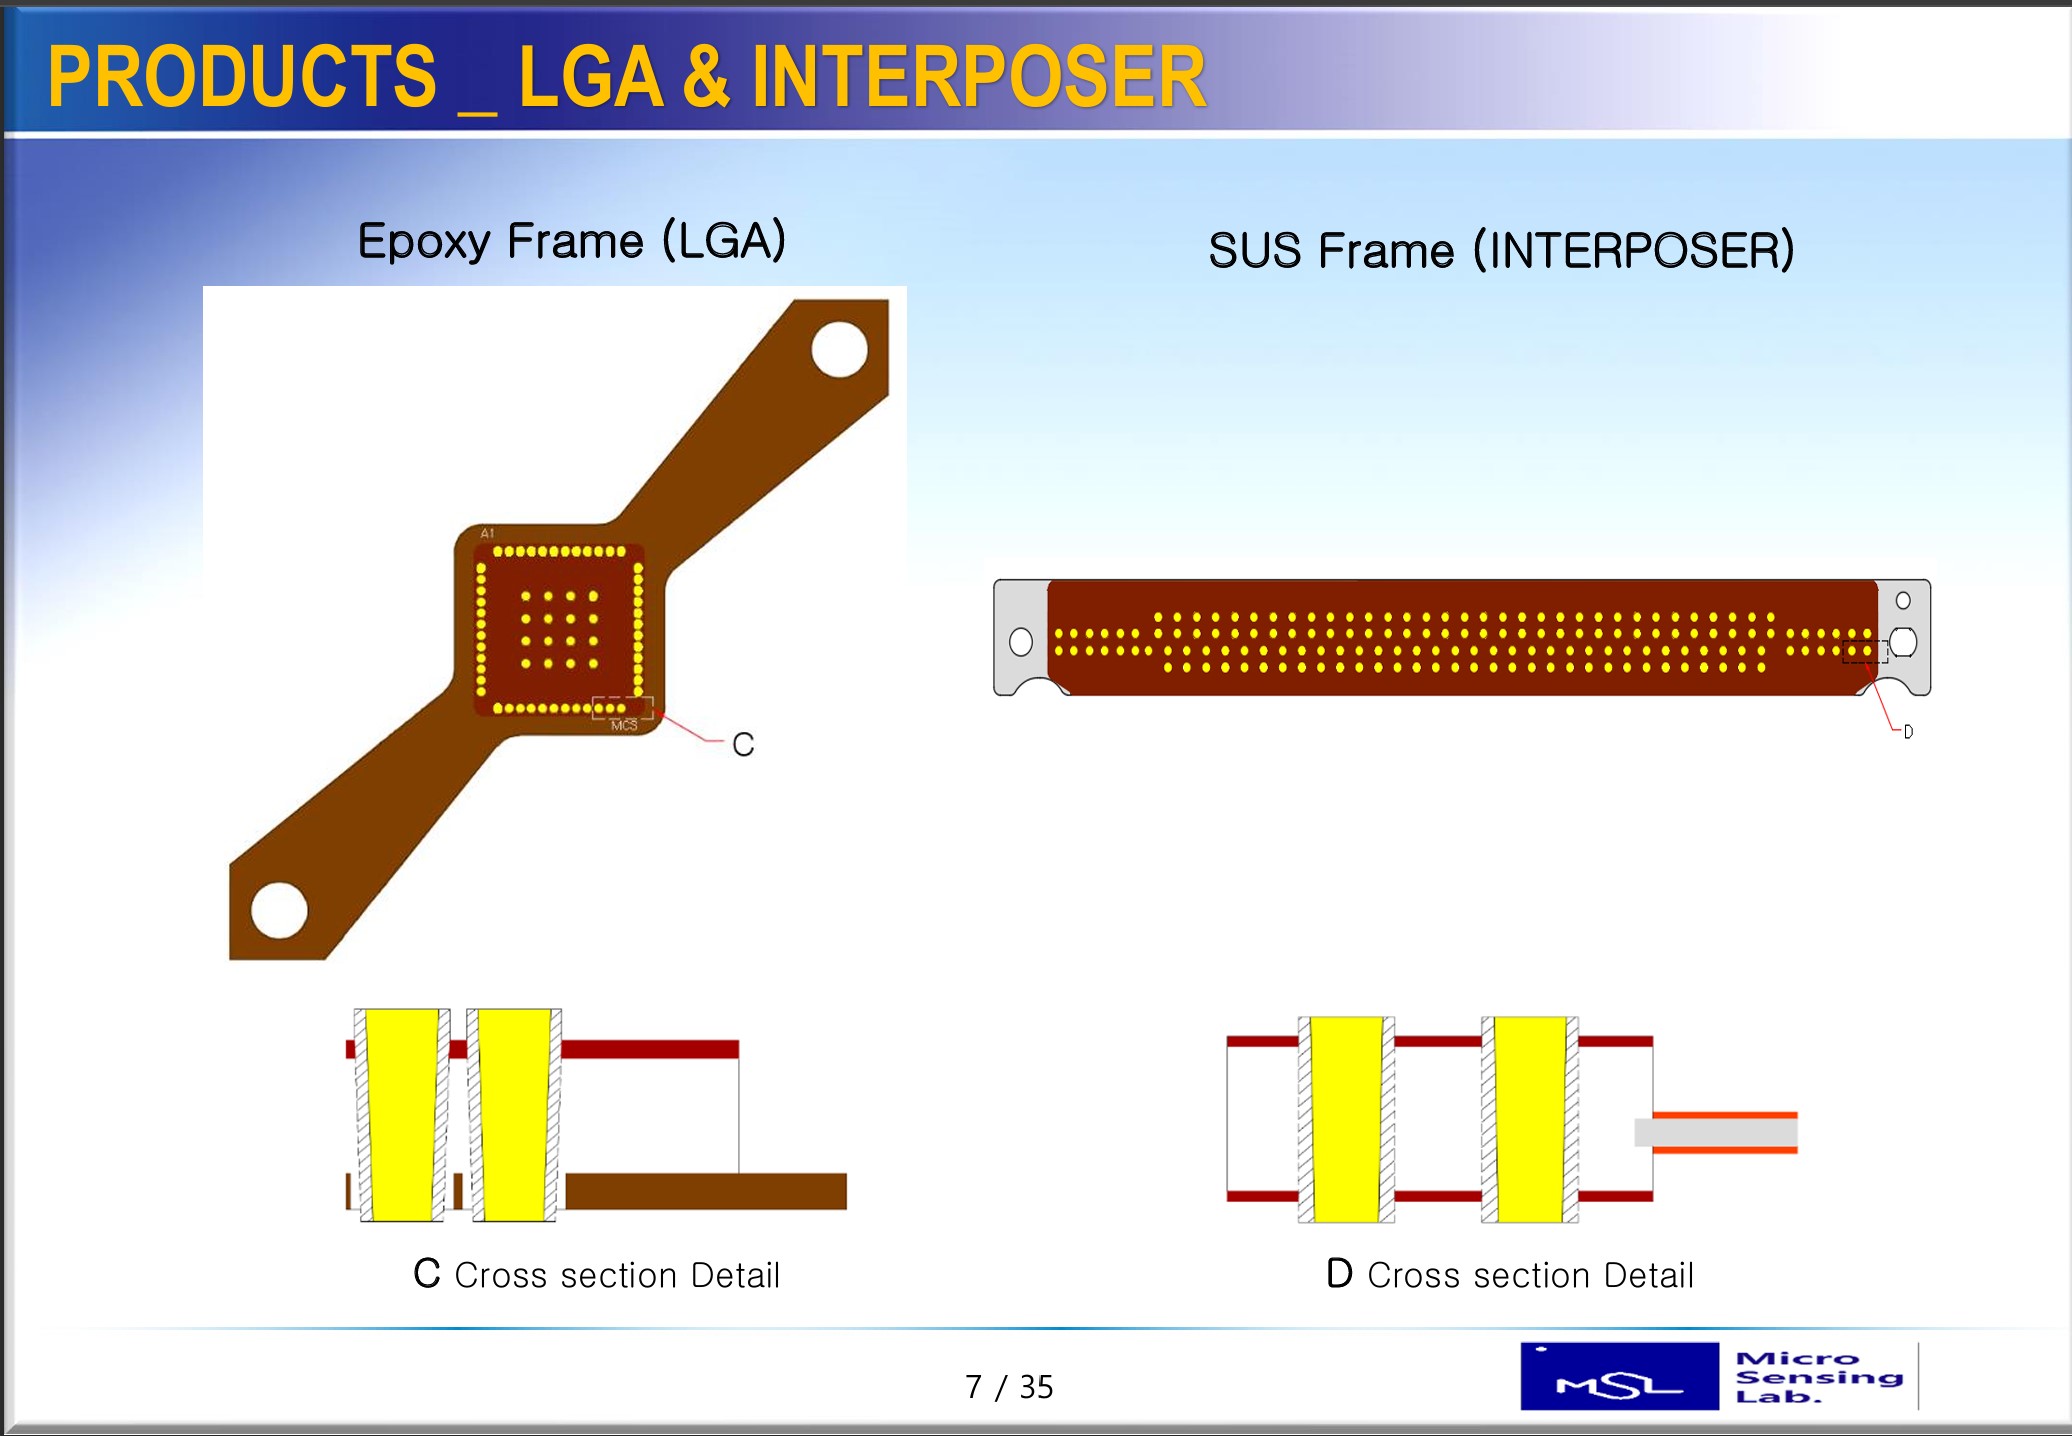 PRODUCTS _ LGA & INTERPOSER
Epoxy Frame (LGA)
SUS Frame (INTERPOSER)
A1
MCS
C
D
C Cross section Detail
D Cross section Detail
7 / 35
MSL
Micro
Sensing
Lab.